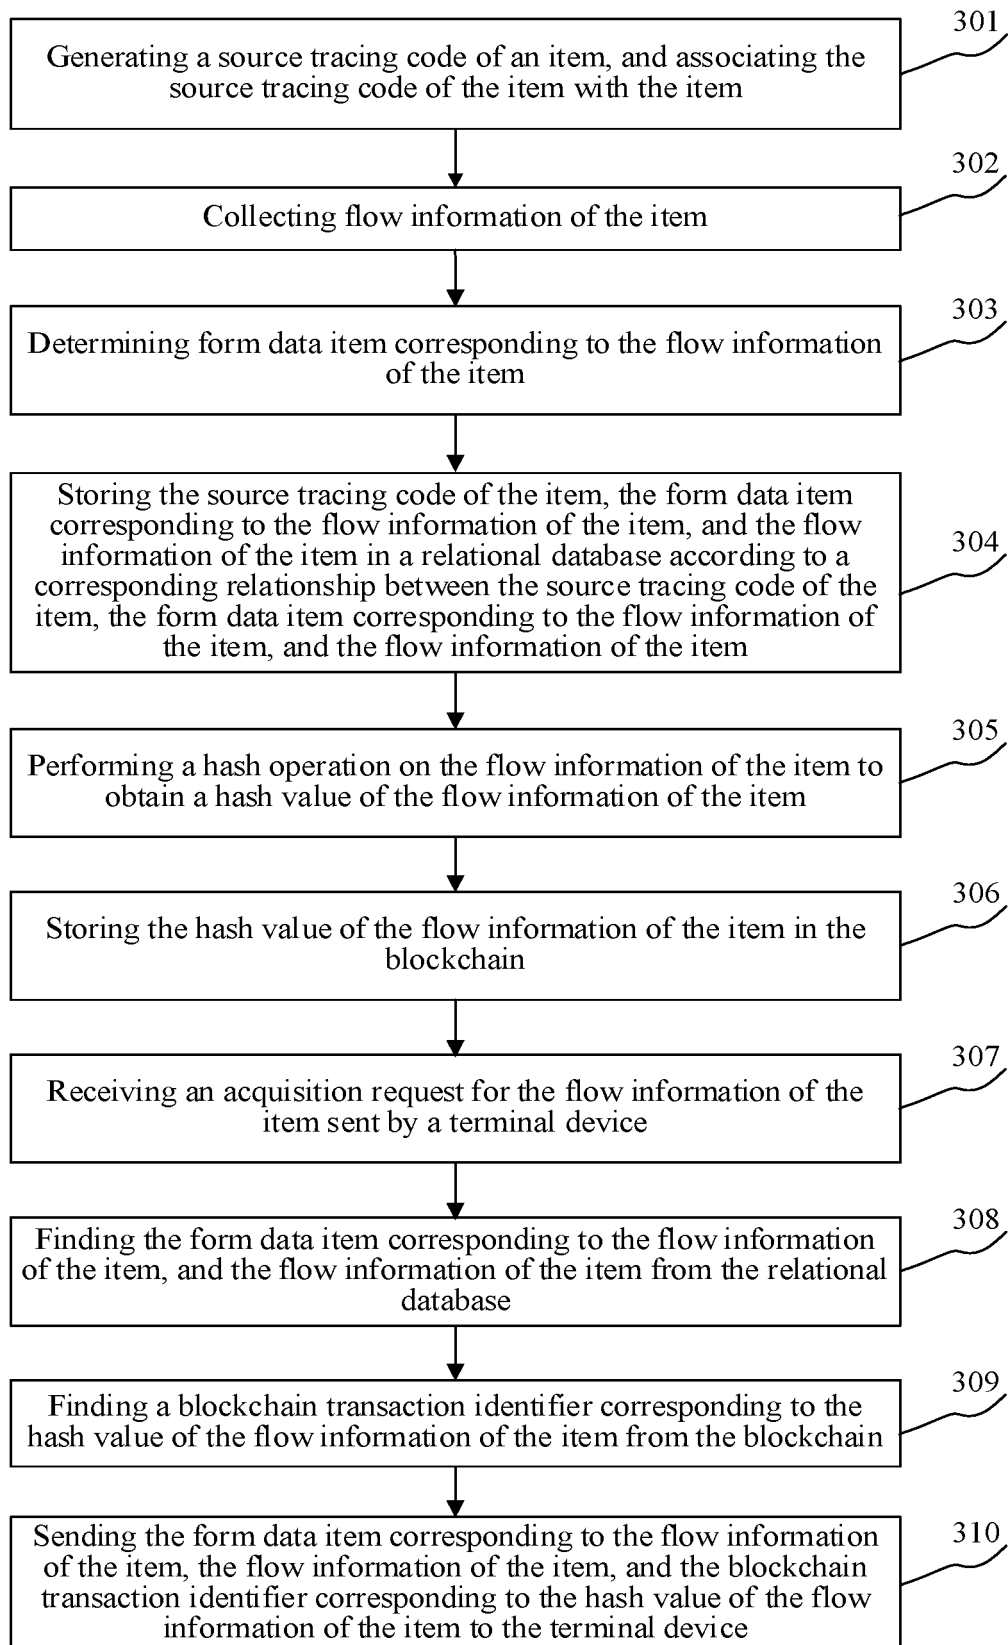 301
Generating a source tracing code of an item, and associating the
source tracing code of the item with the item
302
Collecting flow information of the item
303
Determining form data item corresponding to the flow information
of the item
304
Storing the source tracing code of the item, the form data item
corresponding to the flow information of the item, and the flow
information of the item in a relational database according to a
corresponding relationship between the source tracing code of the
item, the form data item corresponding to the flow information of
the item, and the flow information of the item
305
Performing a hash operation on the flow information of the item to
obtain a hash value of the flow information of the item
306
Storing the hash value of the flow information of the item in the
blockchain
307
Receiving an acquisition request for the flow information of the
item sent by a terminal device
308
Finding the form data item corresponding to the flow information
of the item, and the flow information of the item from the relational
database
309
Finding a blockchain transaction identifier corresponding to the
hash value of the flow information of the item from the blockchain
310
Sending the form data item corresponding to the flow information
of the item, the flow information of the item, and the blockchain
transaction identifier corresponding to the hash value of the flow
information of the item to the terminal device